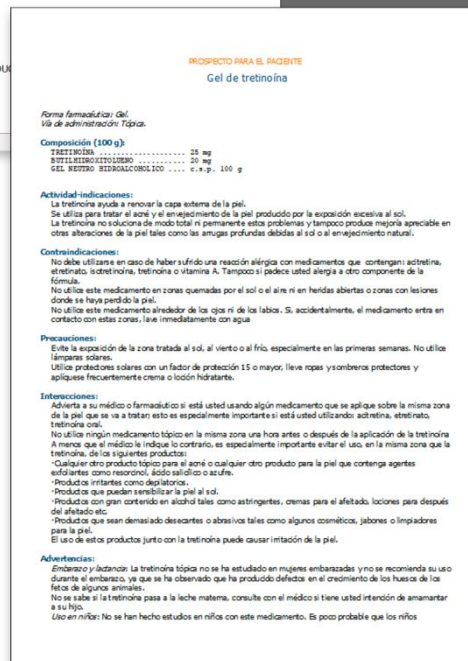 PROSPECTO PARA EL PACIENTE
Gel de tretinoína
Forma farmacéutica: Gel.
Vía de administración: Tópica.
Composición (100 g):
TRETINOÍNA ................... 25 mg
BUTILHIDROXITOLUENO ........... 20 mg
GEL NEUTRO HIDROALCOHOLICO .... c.s.p. 100 g
Actividad-indicaciones:
La tretinoína ayuda a renovar la capa externa de la piel.
Se utiliza para tratar el acné y el envejecimiento de la piel producido por la exposición excesiva al sol.
La tretinoína no soluciona de modo total ni permanente estos problemas y tampoco produce mejoría apreciable en
otras alteraciones de la piel tales como las arrugas profundas debidas al sol o al envejecimiento natural.
Contraindicaciones:
No debe utilizarse en caso de haber sufrido una reacción alérgica con medicamentos que contengan: acitretina,
etretinato, isotretinoína, tretinoína o vitamina A. Tampoco si padece usted alergia a otro componente de la
fórmula.
No utilice este medicamento en zonas quemadas por el sol o el aire ni en heridas abiertas o zonas con lesiones
donde se haya perdido la piel.
No utilice este medicamento alrededor de los ojos ni de los labios. Si, accidentalmente, el medicamento entra en
contacto con estas zonas, lave inmediatamente con agua
Precauciones:
Evite la exposición de la zona tratada al sol, al viento o al frío, especialmente en las primeras semanas. No utilice
lámparas solares.
Utilice protectores solares con un factor de protección 15 o mayor, lleve ropas y sombreros protectores y
aplíquese frecuentemente crema o loción hidratante.
Interacciones:
Advierta a su médico o farmacéutico si está usted usando algún medicamento que se aplique sobre la misma zona
de la piel que se va a tratar; esto es especialmente importante si está usted utilizando: acitretina, etretinato,
tretinoína oral.
No utilice ningún medicamento tópico en la misma zona una hora antes o después de la aplicación de la tretinoína
A menos que el médico le indique lo contrario, es especialmente importante evitar el uso, en la misma zona que la
tretinoína, de los siguientes productos:
·Cualquier otro producto tópico para el acné o cualquier otro producto para la piel que contenga agentes
exfoliantes como resorcinol, ácido salicílico o azufre.
·Productos irritantes como depilatorios.
·Productos que puedan sensibilizar la piel al sol.
·Productos con gran contenido en alcohol tales como astringentes, cremas para el afeitado, lociones para después
del afeitado etc.
·Productos que sean demasiado desecantes o abrasivos tales como algunos cosméticos, jabones o limpiadores
para la piel.
El uso de estos productos junto con la tretinoína puede causar irritación de la piel.
Advertencias:
Embarazo y lactancia: La tretinoína tópica no se ha estudiado en mujeres embarazadas y no se recomienda su uso
durante el embarazo, ya que se ha observado que ha producido defectos en el crecimiento de los huesos de los
fetos de algunos animales.
No se sabe si la tretinoína pasa a la leche materna, consulte con el médico si tiene usted intención de amamantar
a su hijo.
Uso en niños: No se han hecho estudios en niños con este medicamento. Es poco probable que los niños